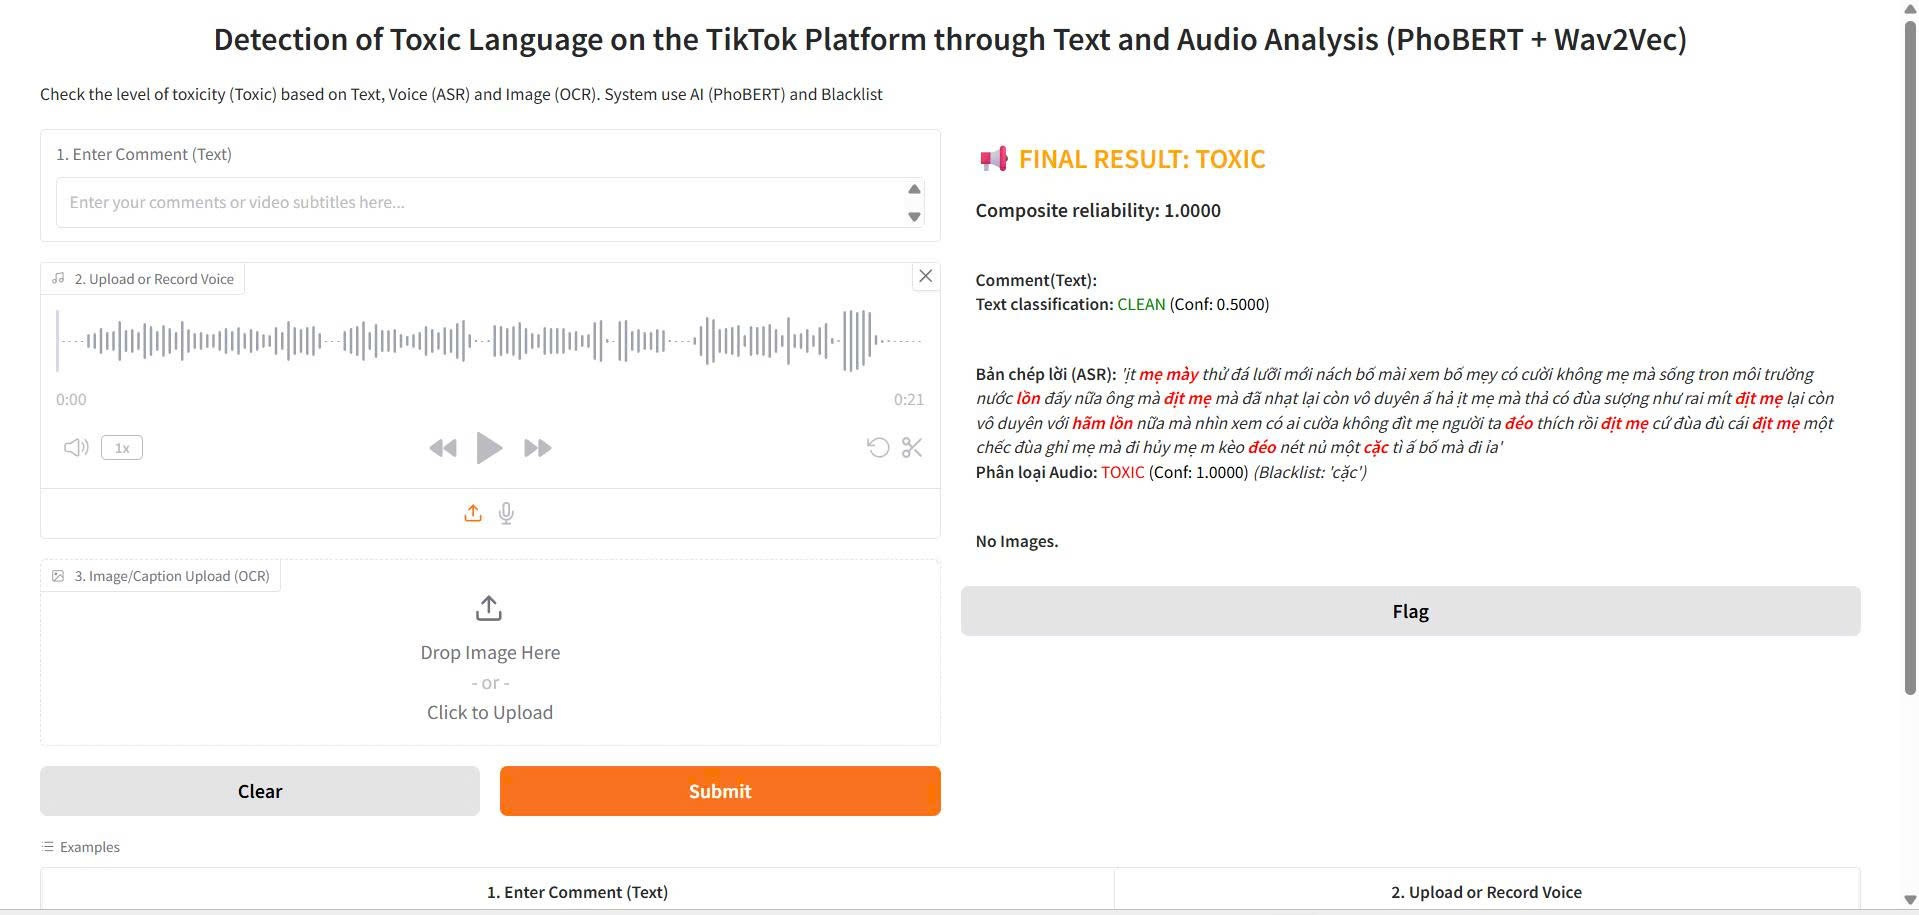 Detection of Toxic Language on the TikTok Platform through Text and Audio Analysis (PhoBERT + Wav2Vec)
Check the level of toxicity (Toxic) based on Text, Voice (ASR) and Image (OCR). System use AI (PhoBERT) and Blacklist
1. Enter Comment (Text)
Enter your comments or video subtitles here...
2. Upload or Record Voice
0:00
0:21
1x
3. Image/Caption Upload (OCR)
Drop Image Here
- or -
Click to Upload
Clear
Submit
Examples
1. Enter Comment (Text)
2. Upload or Record Voice
FINAL RESULT: TOXIC
Composite reliability: 1.0000
Comment(Text):
Text classification: CLEAN (Conf: 0.5000)
Bản chép lời (ASR): 'ịt mẹ mày thử đá lưỡi mới nách bố mài xem bố mẹy có cười không mẹ mà sống tron môi trường
nước lồn đấy nữa ông mà địt mẹ mà đã nhạt lại còn vô duyên ấ hả ịt mẹ mà thả có đùa sượng như rai mít địt mẹ lại còn
vô duyên với hãm lồn nữa mà nhìn xem có ai cười không đìt mẹ người ta đéo thích rồi địt mẹ cứ đùa đù cái địt mẹ một
chếc đùa ghỉ mẹ mà đi hủy mẹ m kèo đéo nét nủ một cặc tì ấ bố mà đi ỉa'
Phân loại Audio: TOXIC (Conf: 1.0000) (Blacklist: 'cặc')
No Images.
Flag